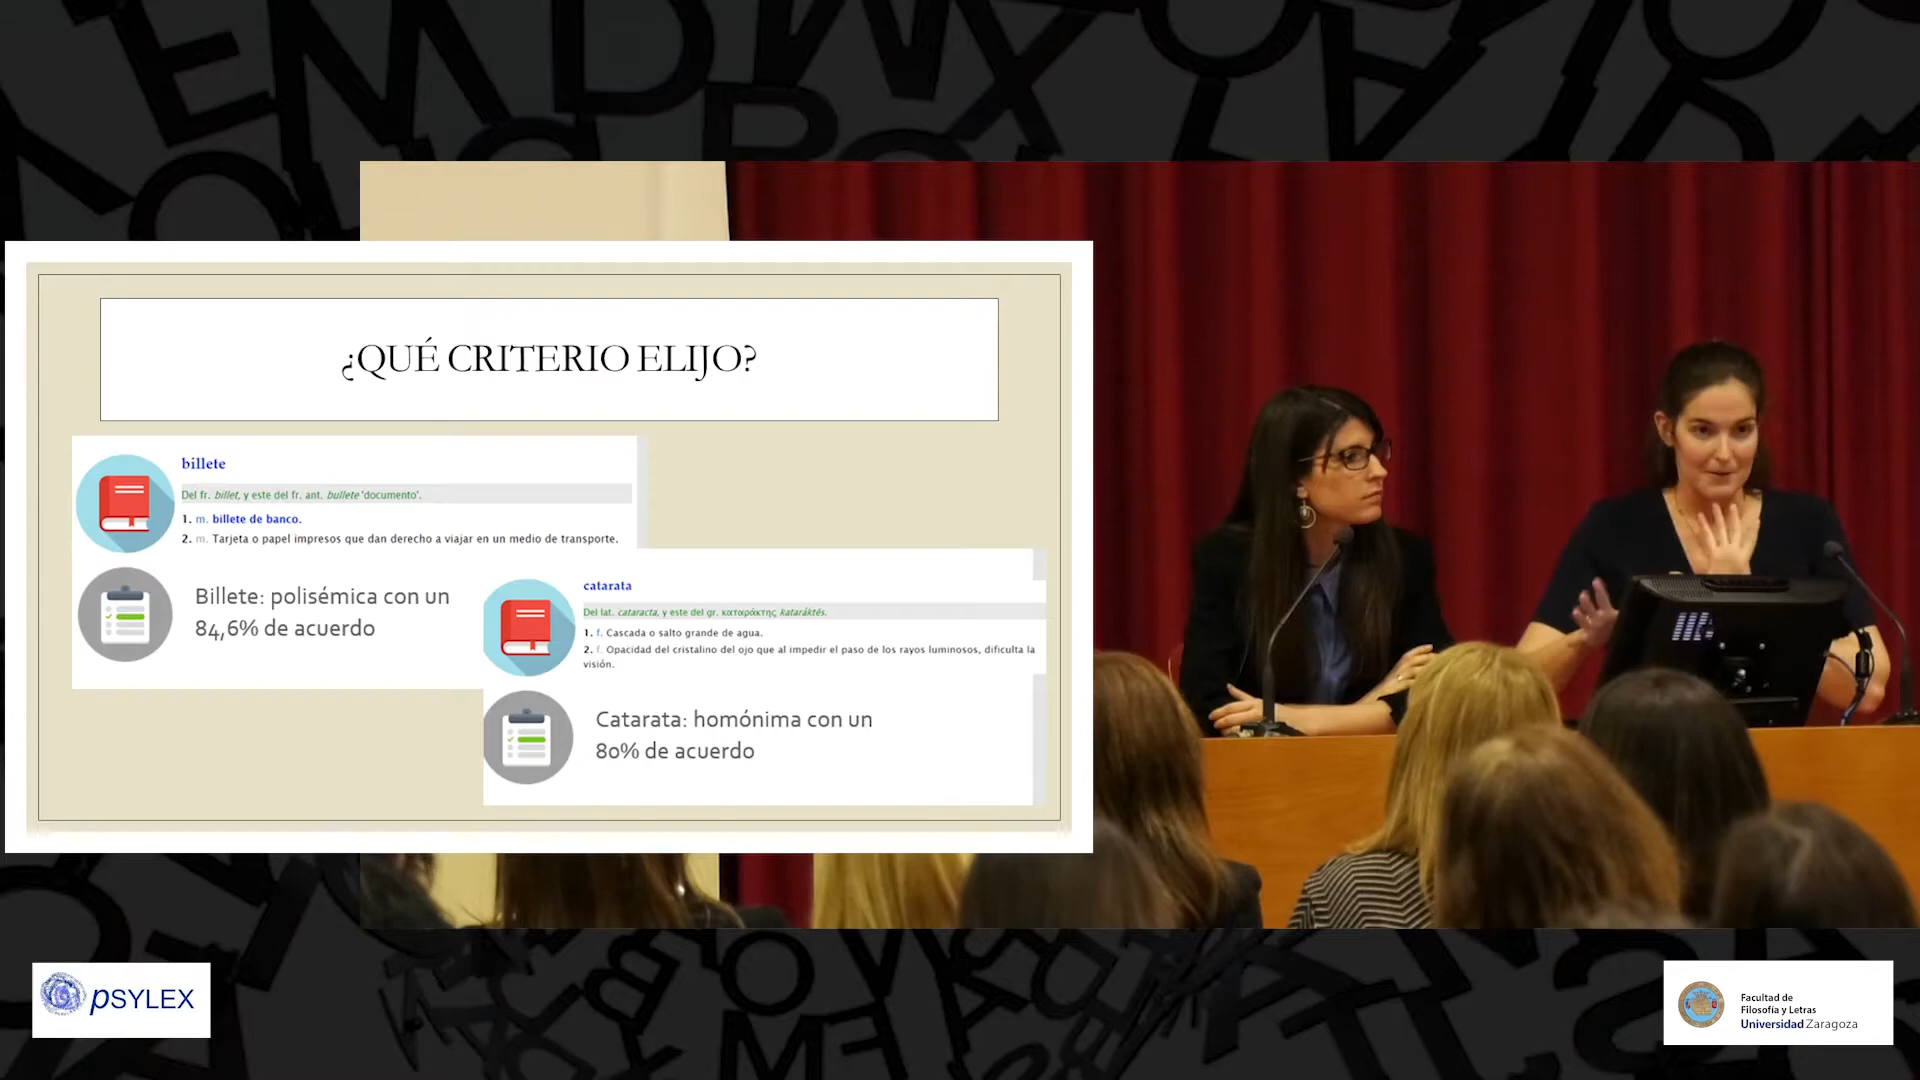 ¿QUÉ CRITERIO ELIJO?
billete
Del fr. billet, y este del fr. ant. bullete 'documento'.
1. m. billete de banco.
2. m. Tarjeta o papel impresos que dan derecho a viajar en un medio de transporte.
Billete: polisémica con un
84,6% de acuerdo
catarata
Del lat. cataracta, y este del gr. καταράκτης kataráktēs.
1. f. Cascada o salto grande de agua.
2. f. Opacidad del cristalino del ojo que al impedir el paso de los rayos luminosos, dificulta la
visión.
Catarata: homónima con un
80% de acuerdo
PSYLEX
Facultad de
Filosofía y Letras
Universidad Zaragoza